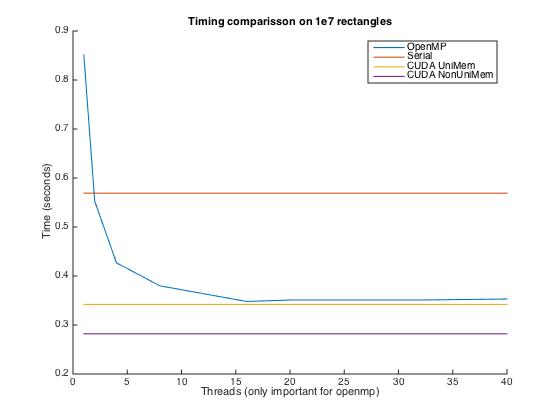 Timing comparisson on 1e7 rectangles
0.9
0.8
0.7
0.6
0.5
0.4
0.3
0.2
Time (seconds)
OpenMP
Serial
CUDA UniMem
CUDA NonUniMem
0 5 10 15 20 25 30 35 40
Threads (only important for openmp)